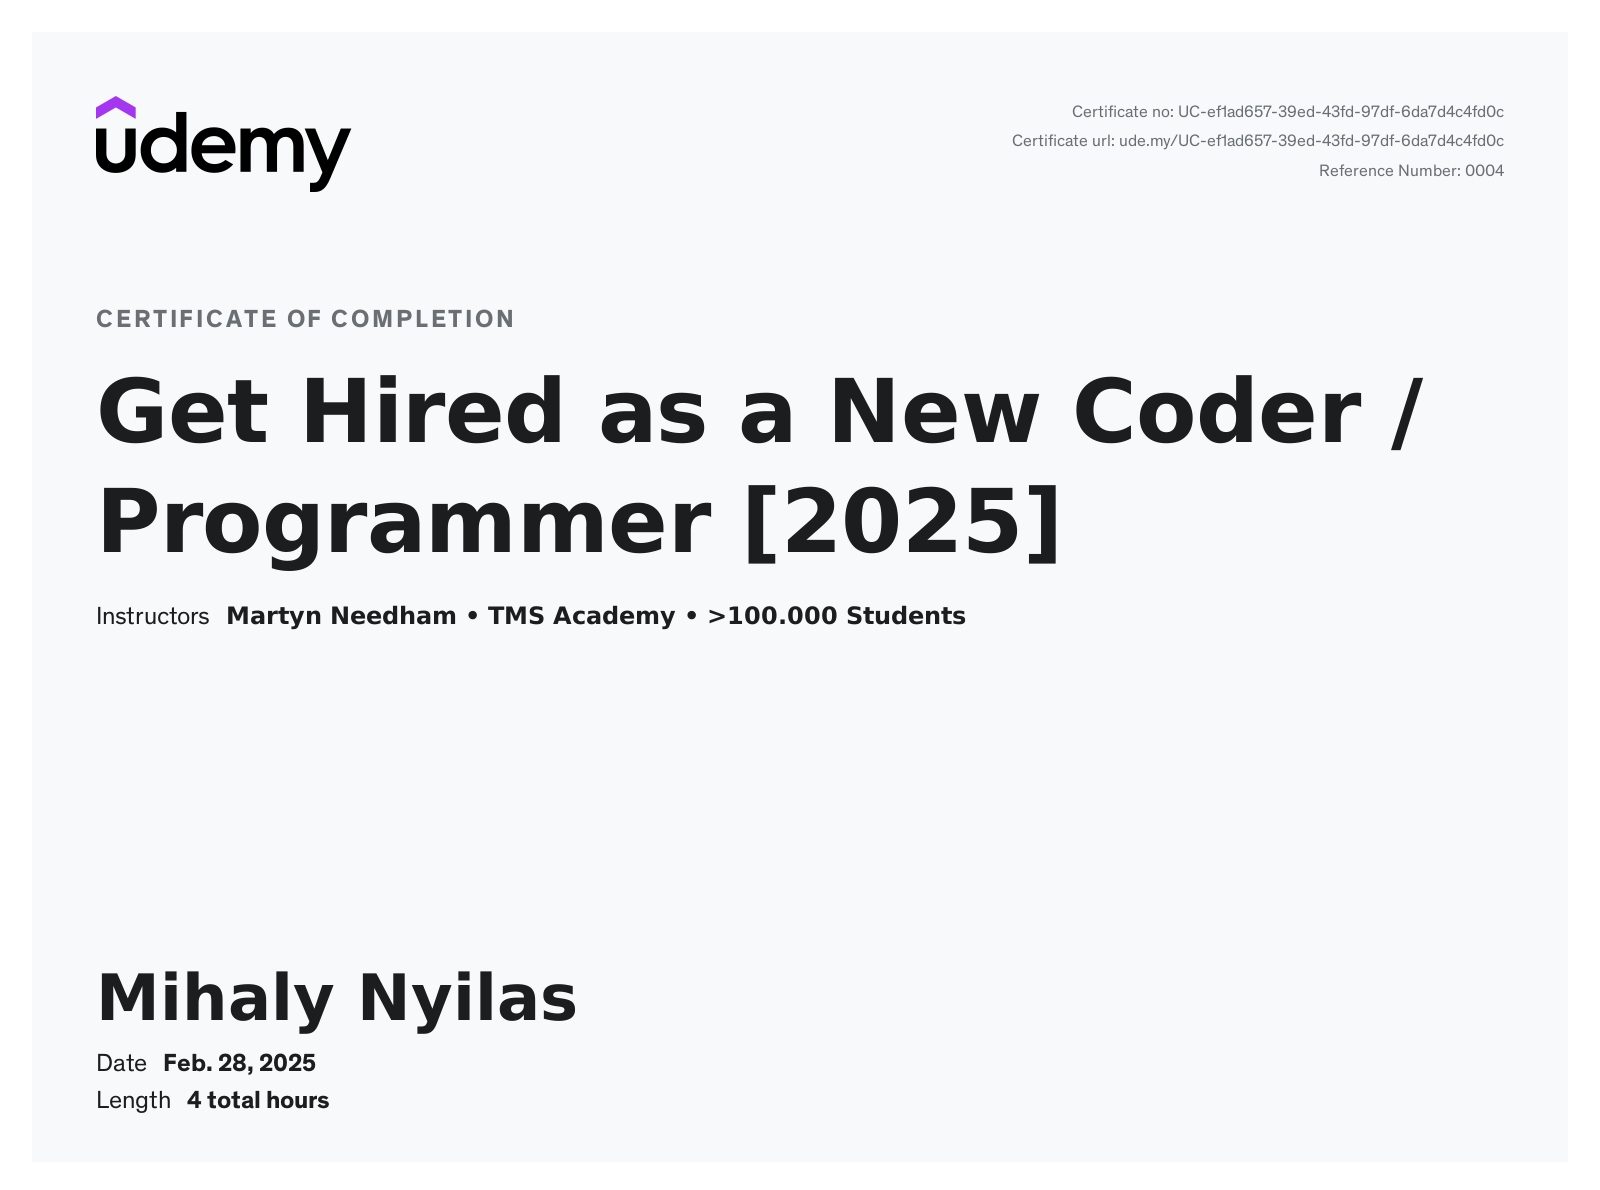 udemy
Certificate no: UC-ef1ad657-39ed-43fd-97df-6da7d4c4fd0c
Certificate url: ude.my/UC-ef1ad657-39ed-43fd-97df-6da7d4c4fd0c
Reference Number: 0004
CERTIFICATE OF COMPLETION
Get Hired as a New Coder /
Programmer [2025]
Instructors Martyn Needham • TMS Academy • >100.000 Students
Mihaly Nyilas
Date Feb. 28, 2025
Length 4 total hours